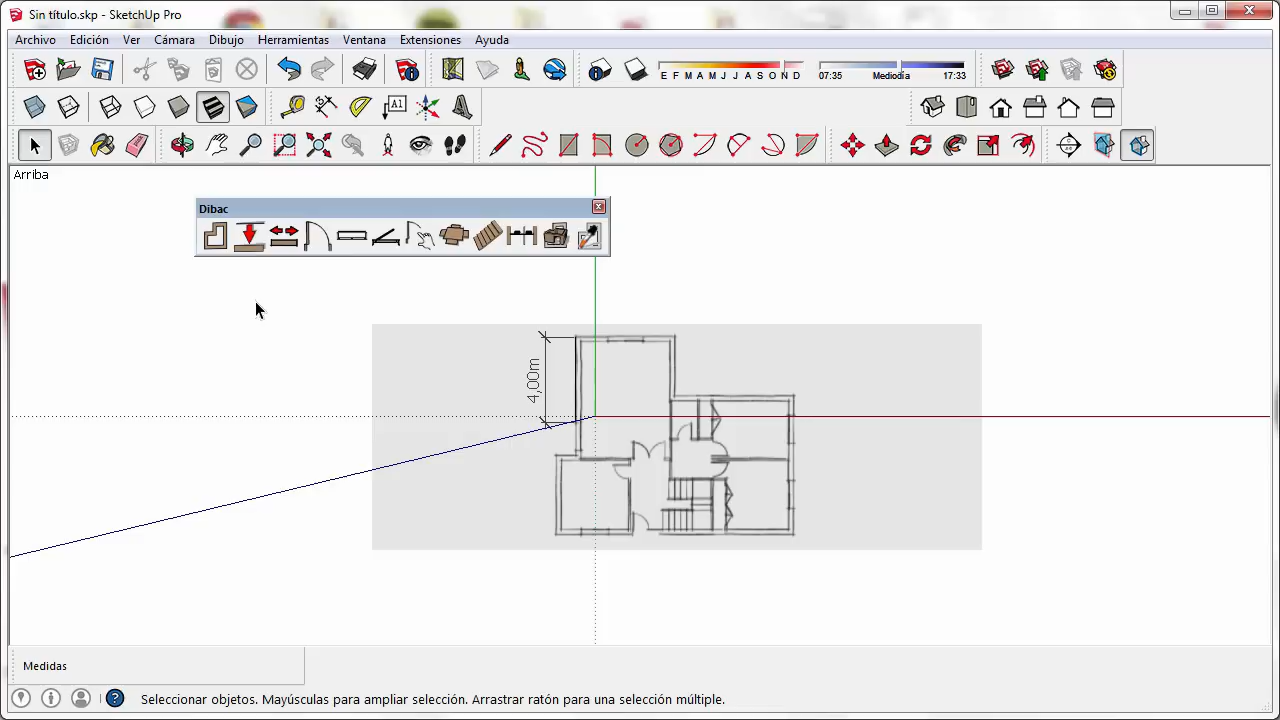 Sin título.skp - SketchUp Pro
Archivo Edición Ver Cámara Dibujo Herramientas Ventana Extensiones Ayuda
E F M A M J J A S O N D
07:35 Mediodía 17:33
A1
Arriba
Dibac
4,00m
Medidas
Seleccionar objetos. Mayúsculas para ampliar selección. Arrastrar ratón para una selección múltiple.